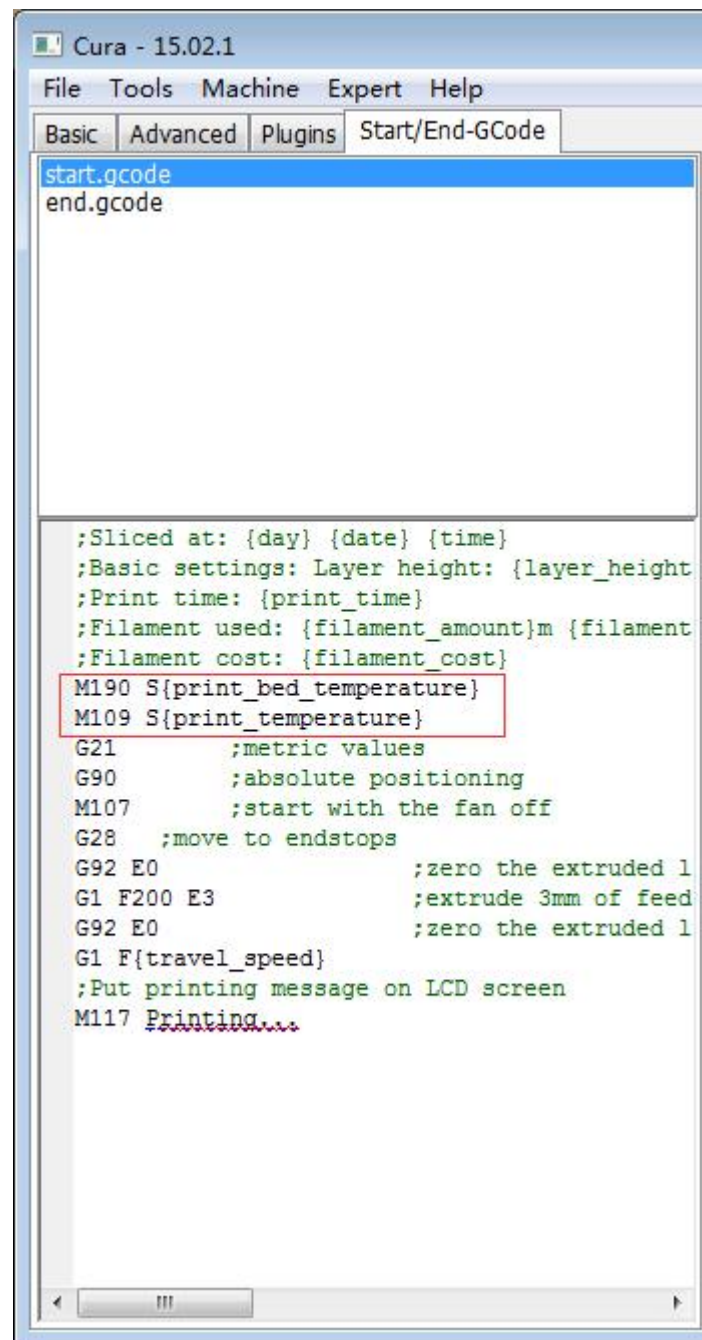 Cura - 15.02.1
File Tools Machine Expert Help
Basic Advanced Plugins Start/End-GCode
start.gcode
end.gcode
;Sliced at: {day} {date} {time}
;Basic settings: Layer height: {layer_height
;Print time: {print_time}
;Filament used: {filament_amount}m {filament
;Filament cost: {filament_cost}
M190 S{print_bed_temperature}
M109 S{print_temperature}
G21 ;metric values
G90 ;absolute positioning
M107 ;start with the fan off
G28 ;move to endstops
G92 E0 ;zero the extruded l
G1 F200 E3 ;extrude 3mm of feed
G92 E0 ;zero the extruded l
G1 F{travel_speed}
;Put printing message on LCD screen
M117 Printing...